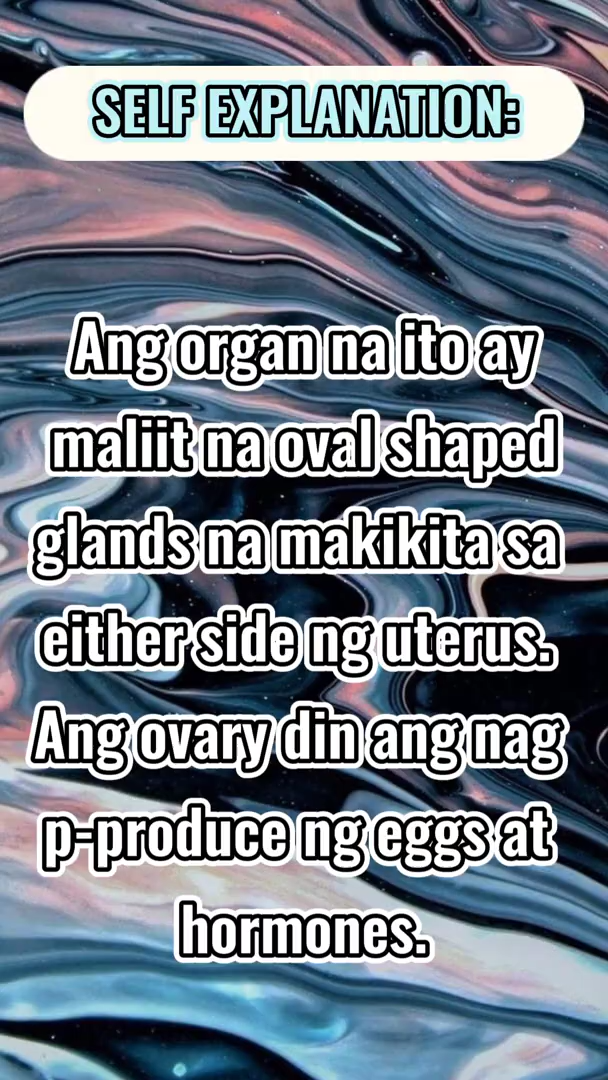 SELF EXPLANATION:
Ang organ na ito ay
maliit na oval shaped
glands na makikita sa
either side ng uterus.
Ang ovary din ang nag
p-produce ng eggs at
hormones.